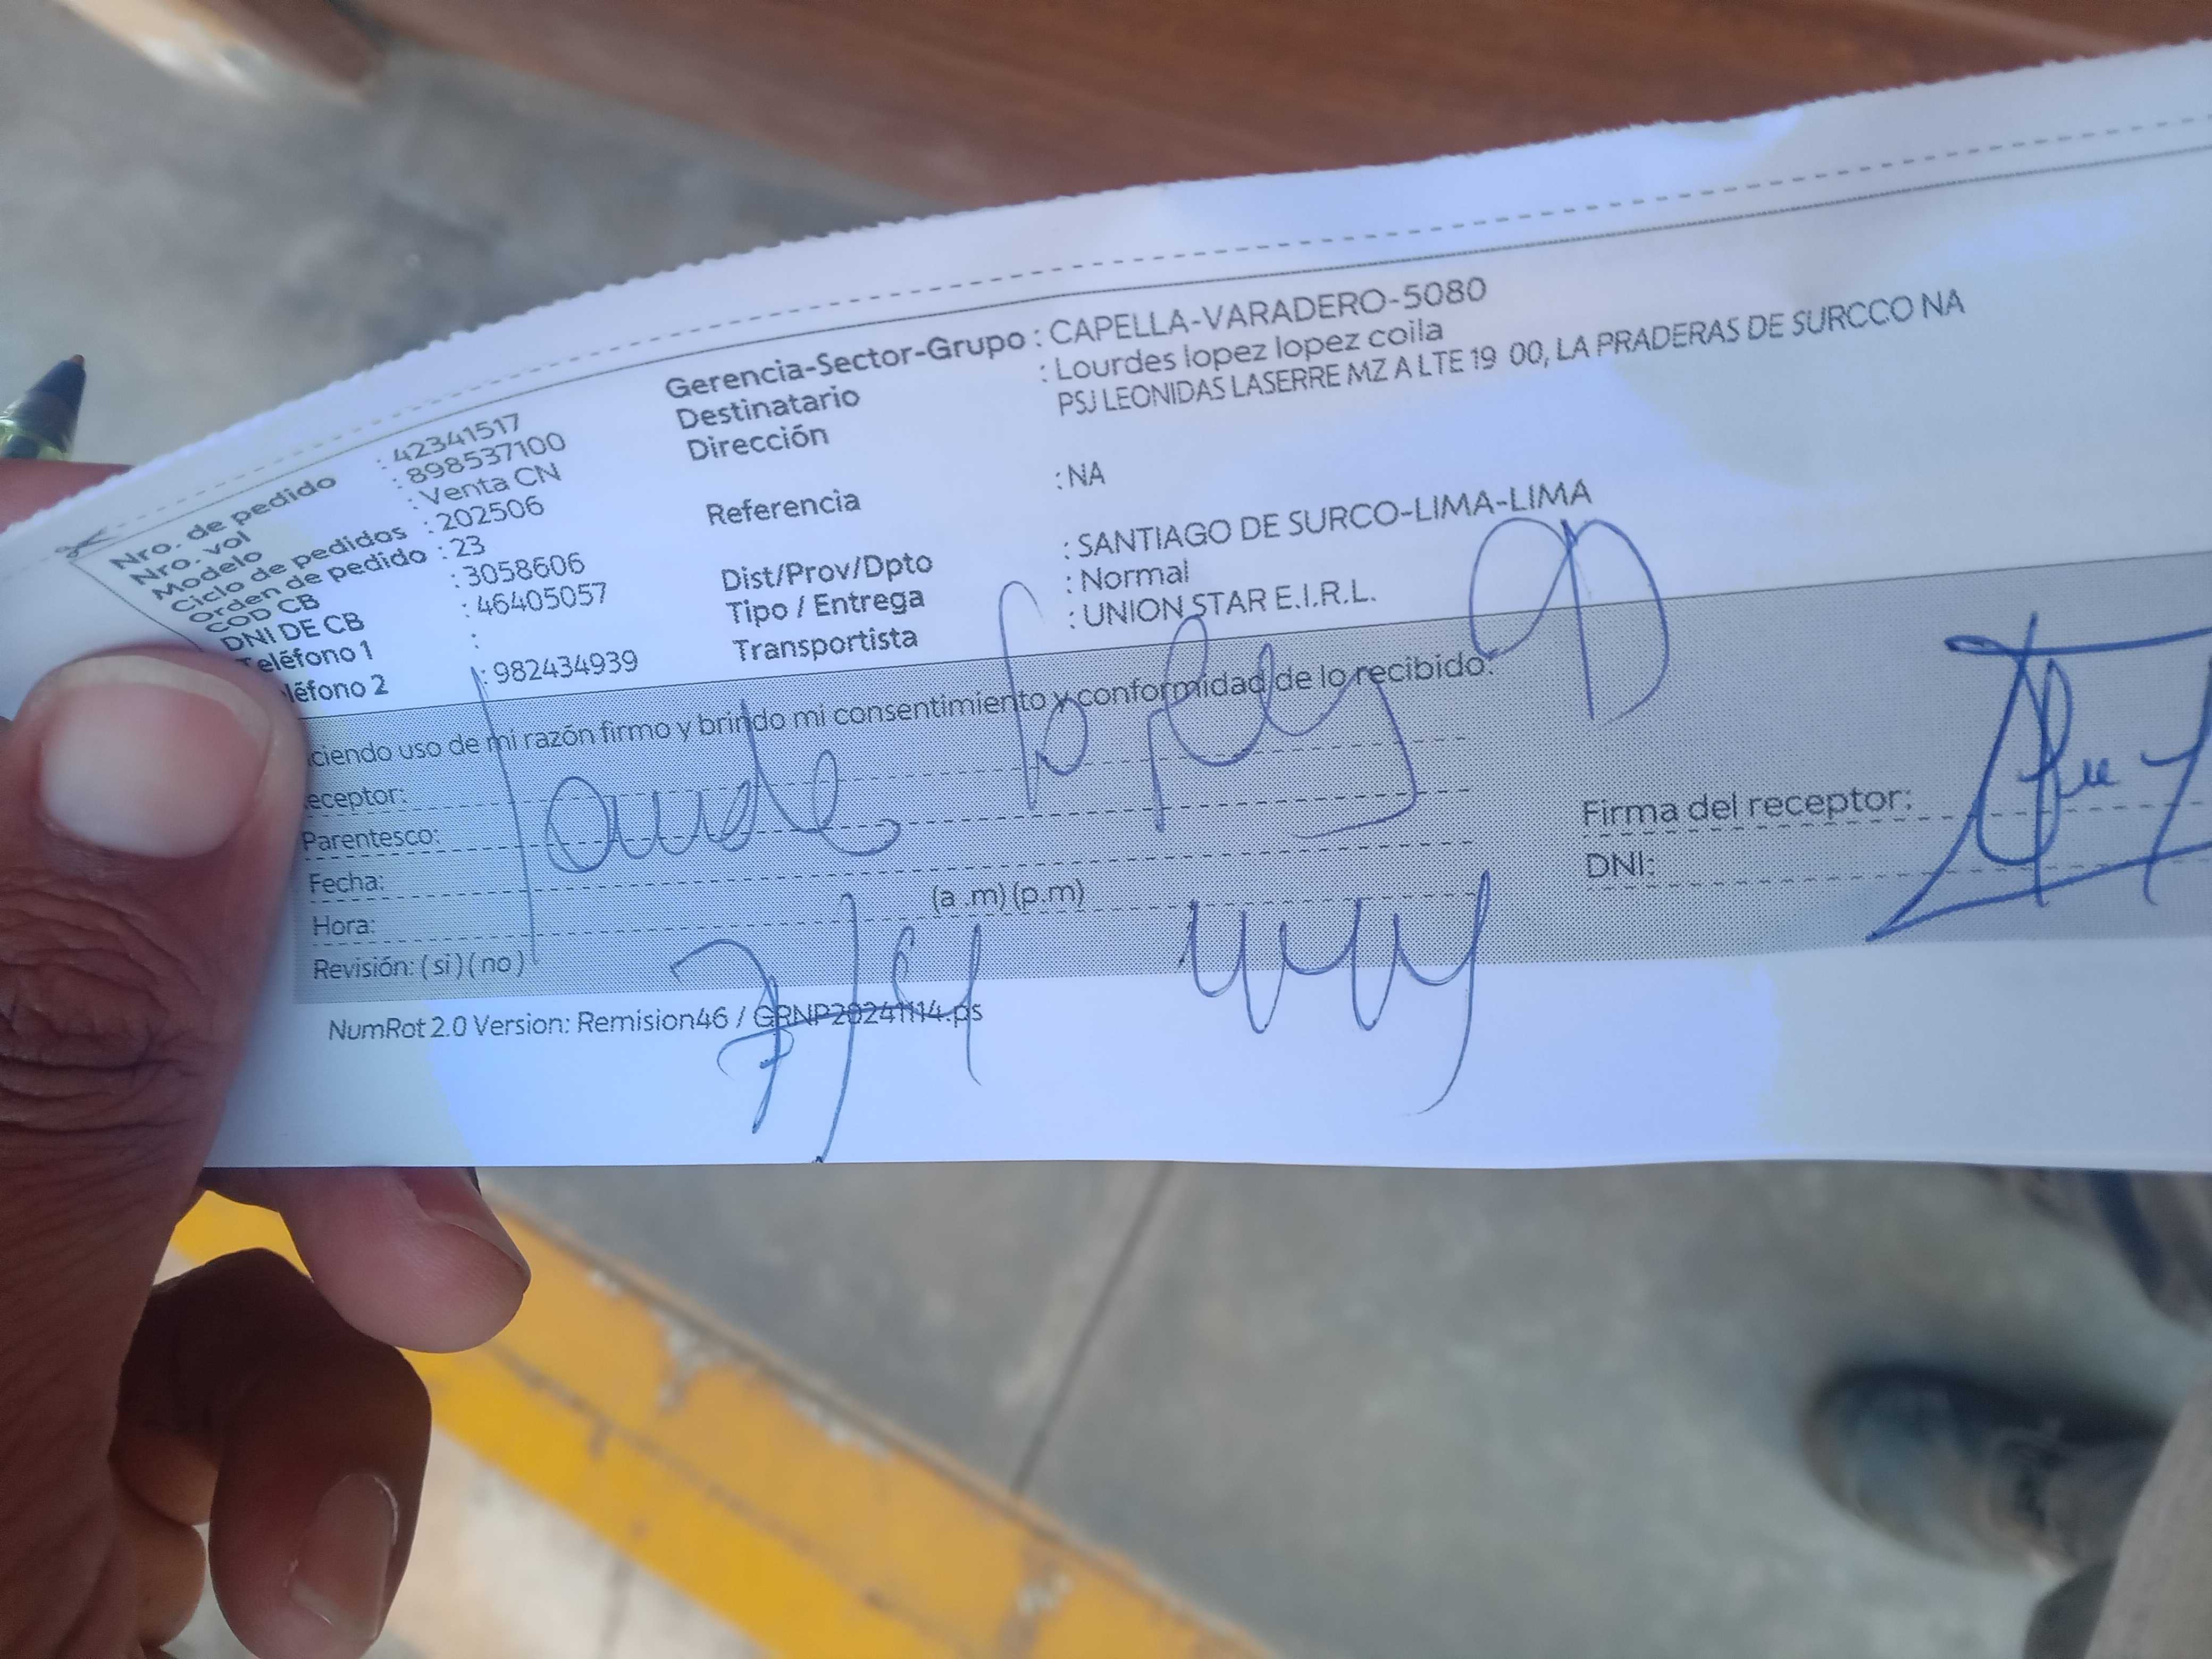 Nro. de pedido : 42341517
Nro. vol : 898537100
Modelo : Venta CN
Ciclo de pedidos : 202506
Orden de pedido : 23
COD CB : 3058606
DNI DE CB : 46405057
Teléfono 1 :
léfono 2 : 982434939
Gerencia-Sector-Grupo : CAPELLA-VARADERO-5080
Destinatario : Lourdes lopez lopez coila
Dirección PSJ LEONIDAS LASERRE MZ A LTE 19 00, LA PRADERAS DE SURCCO NA
Referencia : NA
Dist/Prov/Dpto : SANTIAGO DE SURCO-LIMA-LIMA
Tipo / Entrega : Normal
Transportista : UNION STAR E.I.R.L.
ciendo uso de mi razón firmo y brindo mi consentimiento y conformidad de lo recibido.
eceptor:
Parentesco:
Fecha:
Hora: (a .m) (p.m)
Revisión: ( si ) ( no )
Firma del receptor:
DNI:
NumRot 2.0 Version: Remision46 / GRNP20241114.ps